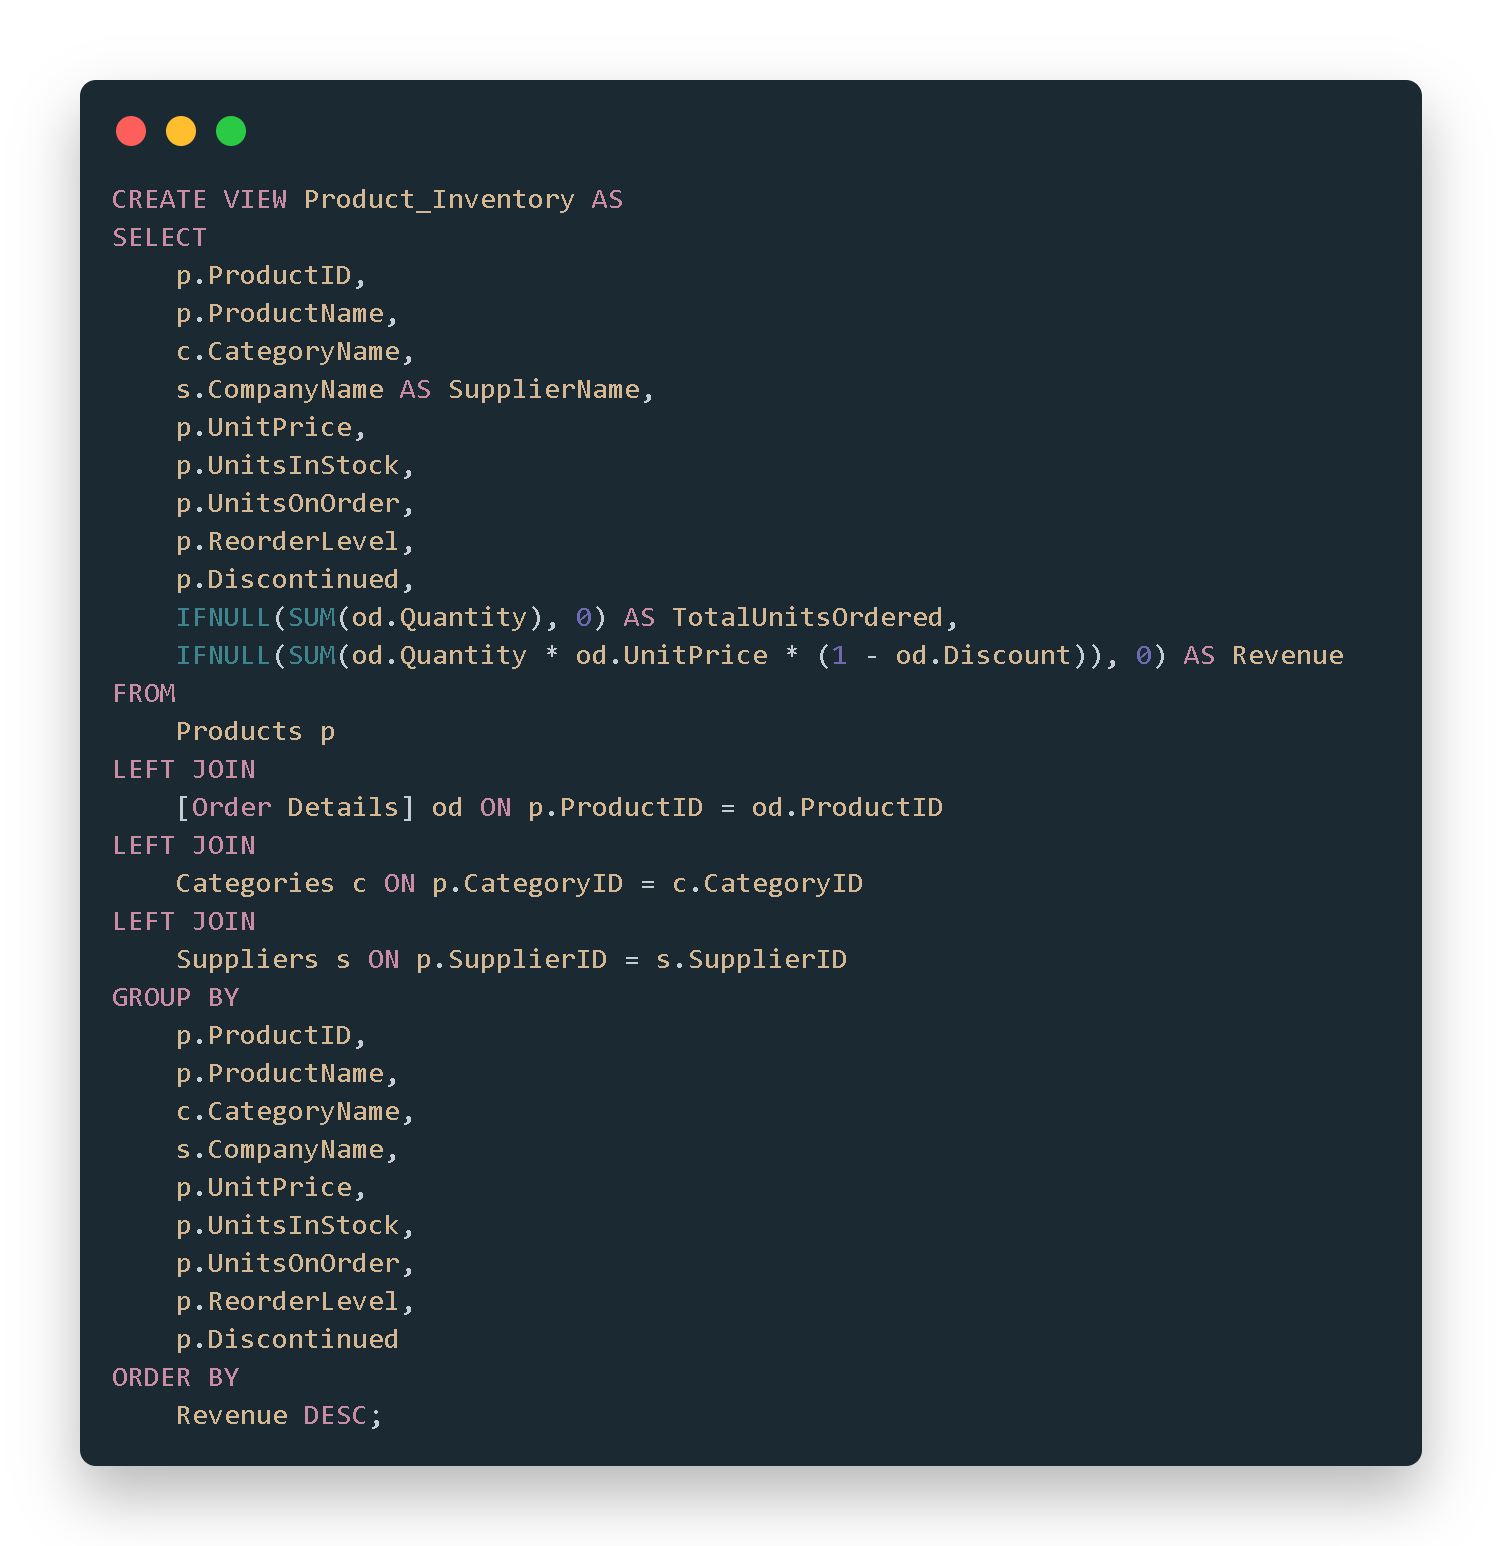 CREATE VIEW Product_Inventory AS
SELECT
    p.ProductID,
    p.ProductName,
    c.CategoryName,
    s.CompanyName AS SupplierName,
    p.UnitPrice,
    p.UnitsInStock,
    p.UnitsOnOrder,
    p.ReorderLevel,
    p.Discontinued,
    IFNULL(SUM(od.Quantity), 0) AS TotalUnitsOrdered,
    IFNULL(SUM(od.Quantity * od.UnitPrice * (1 - od.Discount)), 0) AS Revenue
FROM
    Products p
LEFT JOIN
    [Order Details] od ON p.ProductID = od.ProductID
LEFT JOIN
    Categories c ON p.CategoryID = c.CategoryID
LEFT JOIN
    Suppliers s ON p.SupplierID = s.SupplierID
GROUP BY
    p.ProductID,
    p.ProductName,
    c.CategoryName,
    s.CompanyName,
    p.UnitPrice,
    p.UnitsInStock,
    p.UnitsOnOrder,
    p.ReorderLevel,
    p.Discontinued
ORDER BY
    Revenue DESC;